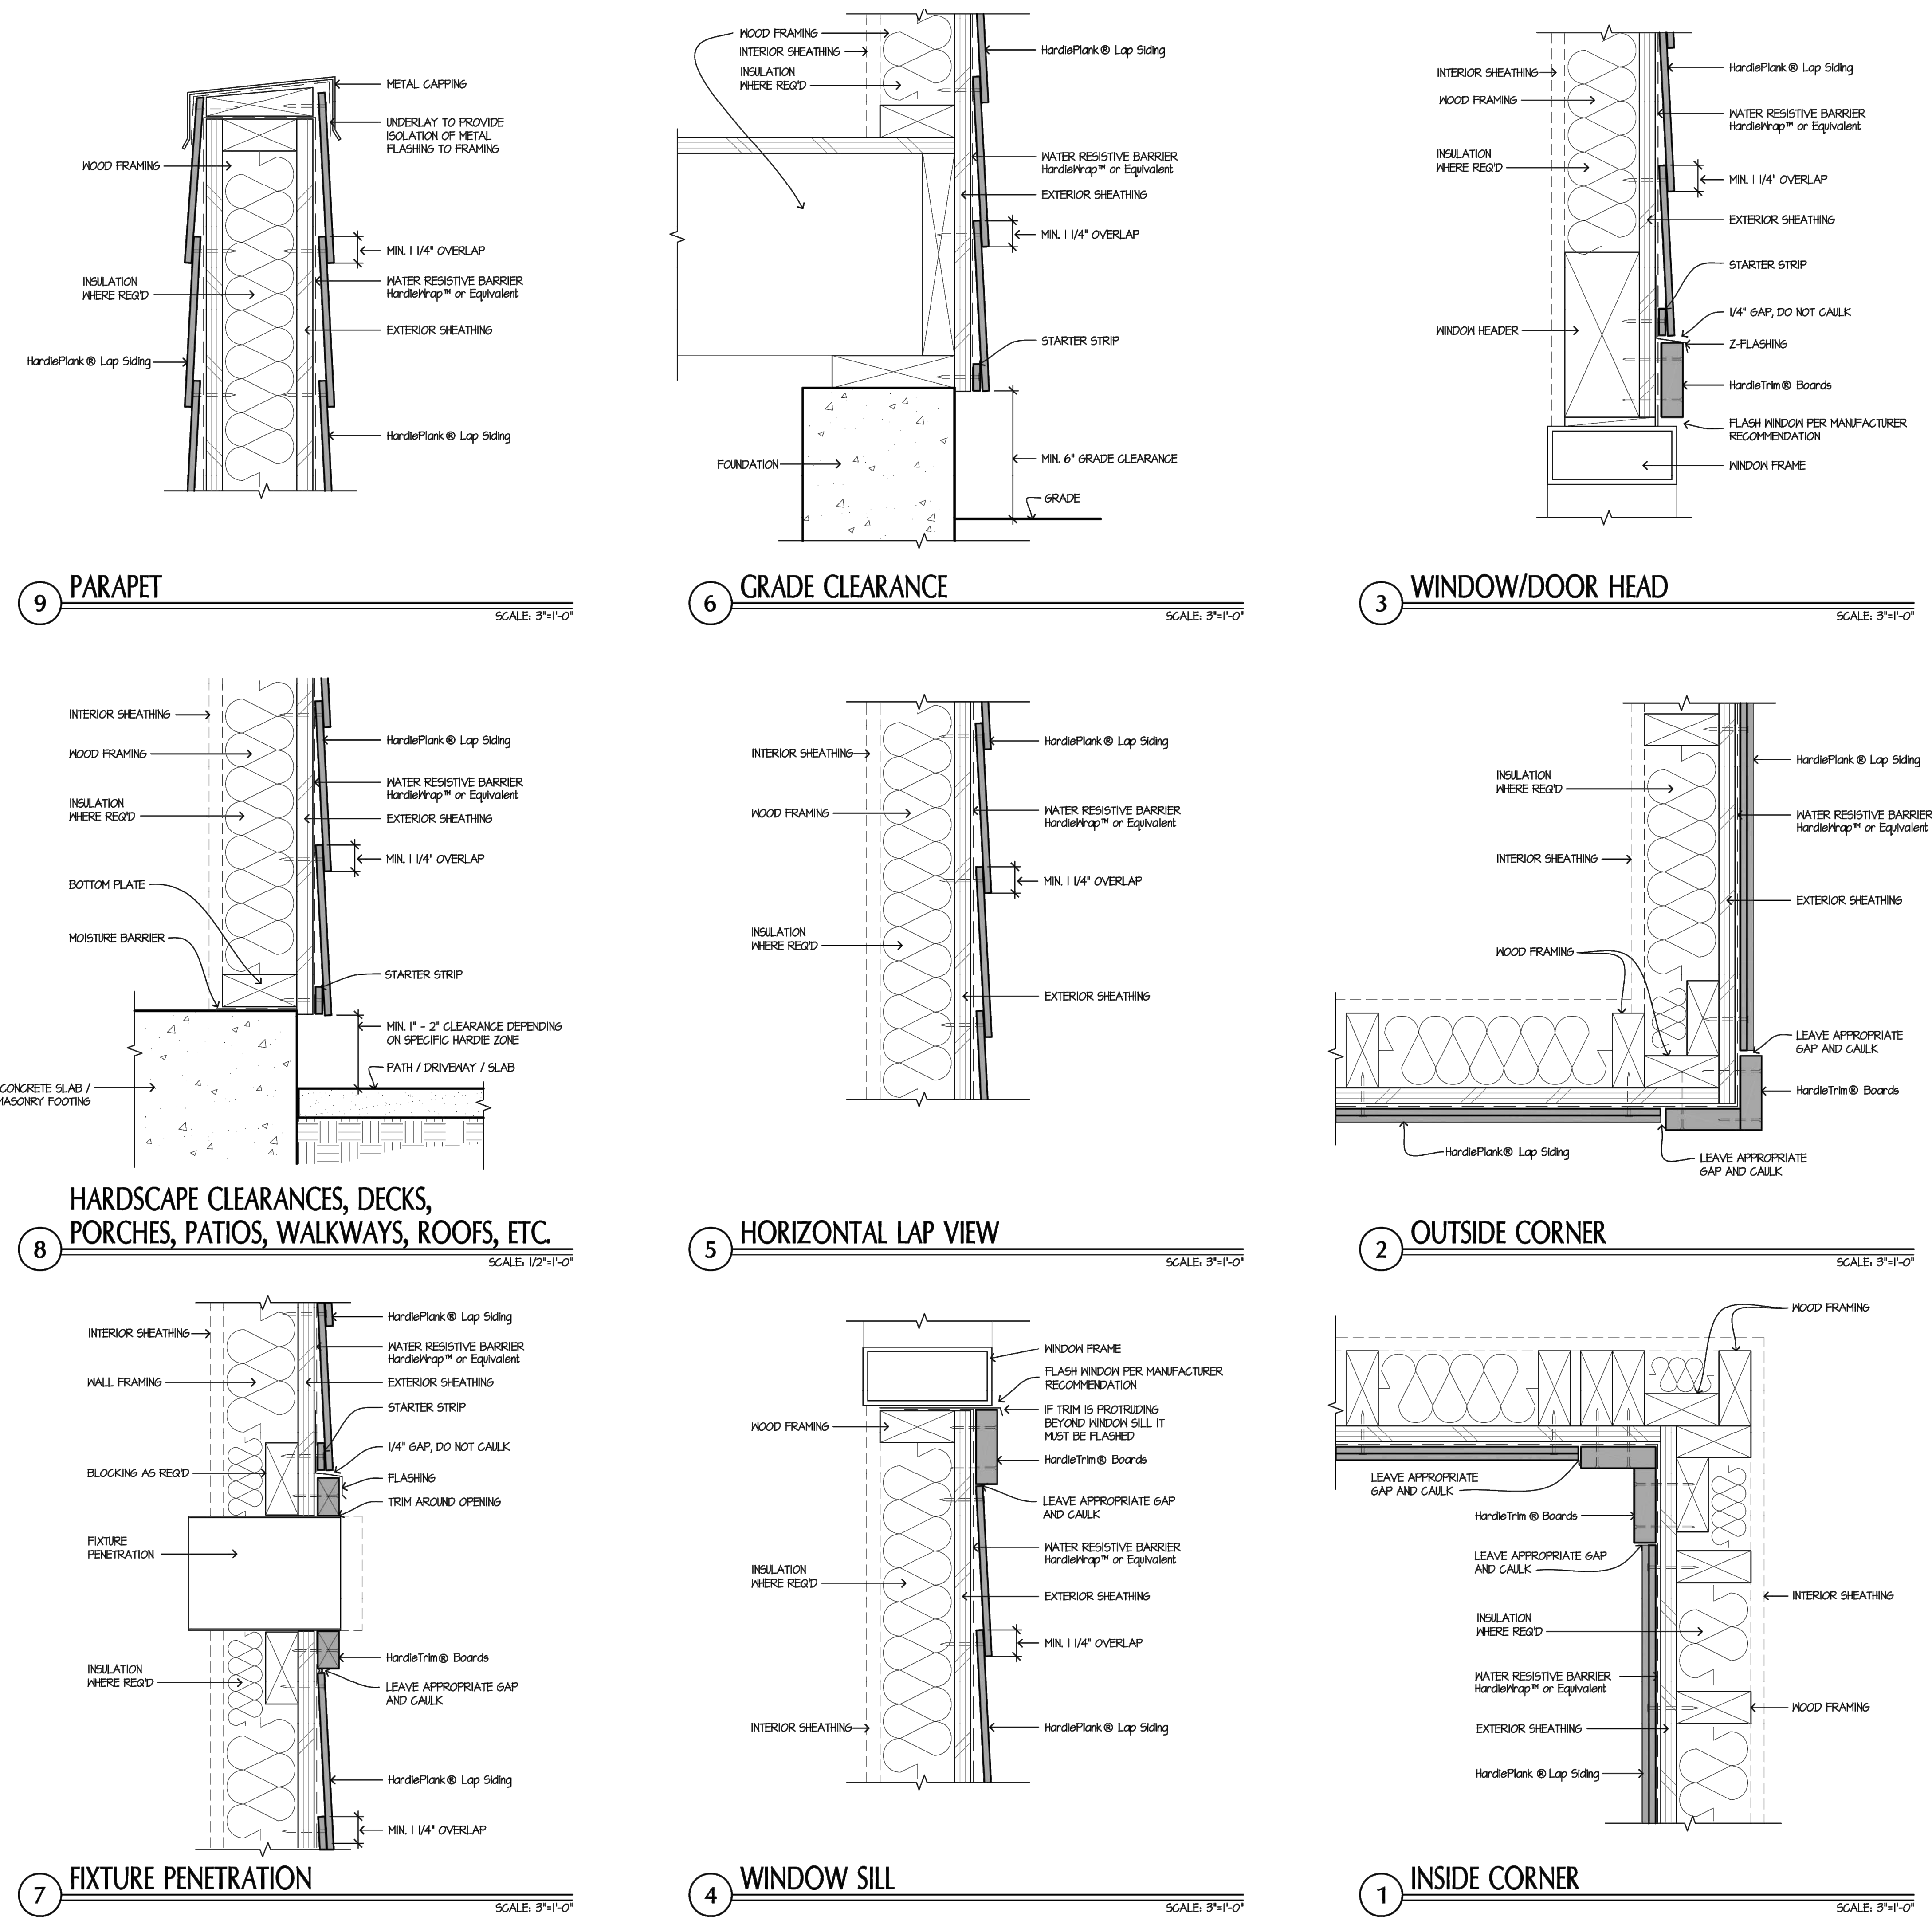 METAL CAPPING
UNDERLAY TO PROVIDE
ISOLATION OF METAL
FLASHING TO FRAMING
WOOD FRAMING
MIN. 1 1/4" OVERLAP
INSULATION
WHERE REQ'D
WATER RESISTIVE BARRIER
HardieWrap™ or Equivalent
EXTERIOR SHEATHING
HardiePlank® Lap Siding
HardiePlank® Lap Siding
9
PARAPET
SCALE: 3"=1'-0"
WOOD FRAMING
INTERIOR SHEATHING
INSULATION
WHERE REQ'D
HardiePlank® Lap Siding
WATER RESISTIVE BARRIER
HardieWrap™ or Equivalent
EXTERIOR SHEATHING
MIN. 1 1/4" OVERLAP
STARTER STRIP
FOUNDATION
MIN. 6" GRADE CLEARANCE
GRADE
6
GRADE CLEARANCE
SCALE: 3"=1'-0"
INTERIOR SHEATHING
WOOD FRAMING
INSULATION
WHERE REQ'D
WINDOW HEADER
HardiePlank® Lap Siding
WATER RESISTIVE BARRIER
HardieWrap™ or Equivalent
MIN. 1 1/4" OVERLAP
EXTERIOR SHEATHING
STARTER STRIP
1/4" GAP, DO NOT CAULK
Z-FLASHING
HardieTrim® Boards
FLASH WINDOW PER MANUFACTURER
RECOMMENDATION
WINDOW FRAME
3
WINDOW/DOOR HEAD
SCALE: 3"=1'-0"
INTERIOR SHEATHING
WOOD FRAMING
INSULATION
WHERE REQ'D
BOTTOM PLATE
MOISTURE BARRIER
CONCRETE SLAB /
MASONRY FOOTING
HardiePlank® Lap Siding
WATER RESISTIVE BARRIER
HardieWrap™ or Equivalent
EXTERIOR SHEATHING
MIN. 1 1/4" OVERLAP
STARTER STRIP
MIN. 1" - 2" CLEARANCE DEPENDING
ON SPECIFIC HARDIE ZONE
PATH / DRIVEWAY / SLAB
8
HARDSCAPE CLEARANCES, DECKS,
PORCHES, PATIOS, WALKWAYS, ROOFS, ETC.
SCALE: 1/2"=1'-0"
INTERIOR SHEATHING
WOOD FRAMING
INSULATION
WHERE REQ'D
HardiePlank® Lap Siding
WATER RESISTIVE BARRIER
HardieWrap™ or Equivalent
MIN. 1 1/4" OVERLAP
EXTERIOR SHEATHING
5
HORIZONTAL LAP VIEW
SCALE: 3"=1'-0"
INSULATION
WHERE REQ'D
INTERIOR SHEATHING
WOOD FRAMING
HardiePlank® Lap Siding
WATER RESISTIVE BARRIER
HardieWrap™ or Equivalent
EXTERIOR SHEATHING
LEAVE APPROPRIATE
GAP AND CAULK
HardieTrim® Boards
HardiePlank® Lap Siding
LEAVE APPROPRIATE
GAP AND CAULK
2
OUTSIDE CORNER
SCALE: 3"=1'-0"
INTERIOR SHEATHING
WALL FRAMING
BLOCKING AS REQ'D
FIXTURE
PENETRATION
INSULATION
WHERE REQ'D
HardiePlank® Lap Siding
WATER RESISTIVE BARRIER
HardieWrap™ or Equivalent
EXTERIOR SHEATHING
STARTER STRIP
1/4" GAP, DO NOT CAULK
FLASHING
TRIM AROUND OPENING
HardieTrim® Boards
LEAVE APPROPRIATE GAP
AND CAULK
HardiePlank® Lap Siding
MIN. 1 1/4" OVERLAP
7
FIXTURE PENETRATION
SCALE: 3"=1'-0"
WOOD FRAMING
INSULATION
WHERE REQ'D
INTERIOR SHEATHING
WINDOW FRAME
FLASH WINDOW PER MANUFACTURER
RECOMMENDATION
IF TRIM IS PROTRUDING
BEYOND WINDOW SILL IT
MUST BE FLASHED
HardieTrim® Boards
LEAVE APPROPRIATE GAP
AND CAULK
WATER RESISTIVE BARRIER
HardieWrap™ or Equivalent
EXTERIOR SHEATHING
MIN. 1 1/4" OVERLAP
HardiePlank® Lap Siding
4
WINDOW SILL
SCALE: 3"=1'-0"
WOOD FRAMING
LEAVE APPROPRIATE
GAP AND CAULK
HardieTrim ® Boards
LEAVE APPROPRIATE GAP
AND CAULK
INTERIOR SHEATHING
INSULATION
WHERE REQ'D
WATER RESISTIVE BARRIER
HardieWrap™ or Equivalent
WOOD FRAMING
EXTERIOR SHEATHING
HardiePlank ® Lap Siding
1
INSIDE CORNER
SCALE: 3"=1'-0"